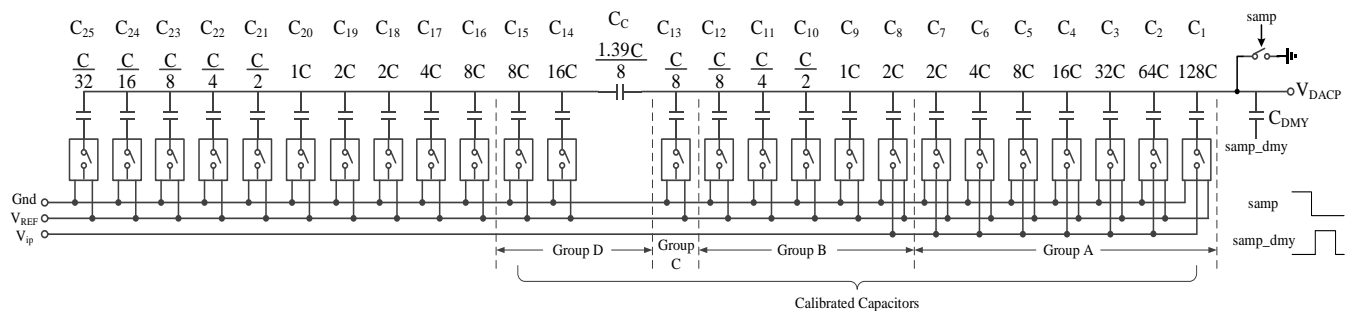 C25 C24 C23 C22 C21 C20 C19 C18 C17 C16 C15 C14 CC C13 C12 C11 C10 C9 C8 C7 C6 C5 C4 C3 C2 C1
C/32 C/16 C/8 C/4 C/2 1C 2C 2C 4C 8C 8C 16C 1.39C/8 C/8 C/8 C/4 C/2 1C 2C 2C 4C 8C 16C 32C 64C 128C
samp
VDACP
CDMY
samp_dmy
Gnd
VREF
Vip
samp
samp_dmy
Group D
Group C
Group B
Group A
Calibrated Capacitors